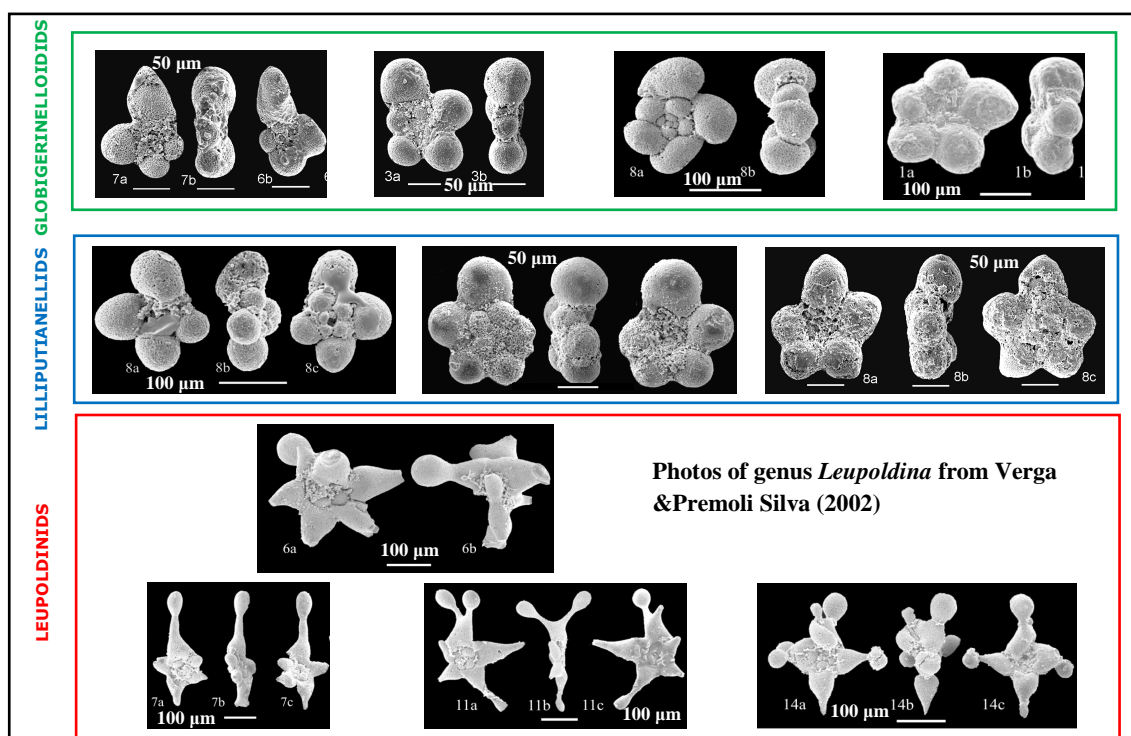 GLOBIGERINELLOIDIDS
50 µm
7a 7b 6b 6
3a 3b
50 µm
8a 8b
100 µm
1a 1b 1
100 µm
LILLIPUTIANELLIDS
8a 8b 8c
100 µm
50 µm
50 µm
8a 8b 8c
LEUPOLDINIDS
6a 6b
100 µm
Photos of genus Leupoldina from Verga
&Premoli Silva (2002)
7a 7b 7c
100 µm
11a 11b 11c
100 µm
14a 14b 14c
100 µm